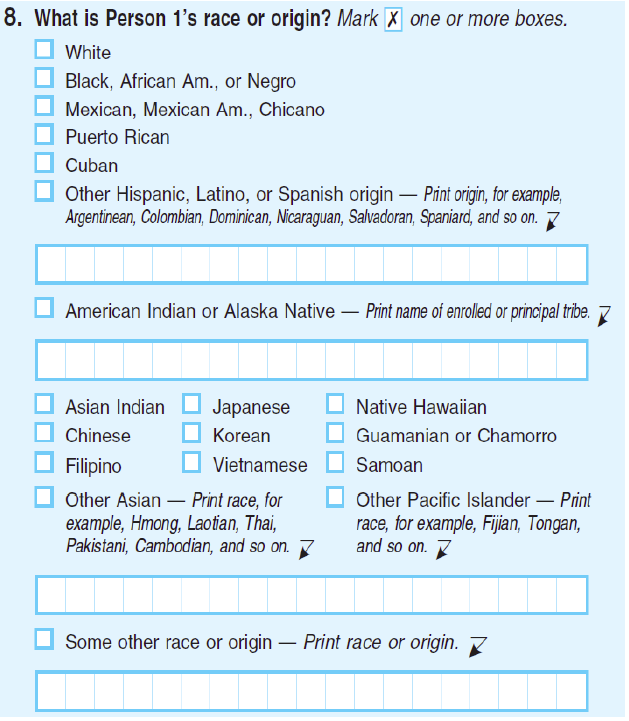 8. What is Person 1's race or origin? Mark X one or more boxes.
White
Black, African Am., or Negro
Mexican, Mexican Am., Chicano
Puerto Rican
Cuban
Other Hispanic, Latino, or Spanish origin — Print origin, for example,
Argentinean, Colombian, Dominican, Nicaraguan, Salvadoran, Spaniard, and so on.
American Indian or Alaska Native — Print name of enrolled or principal tribe.
Asian Indian Japanese Native Hawaiian
Chinese Korean Guamanian or Chamorro
Filipino Vietnamese Samoan
Other Asian — Print race, for
example, Hmong, Laotian, Thai,
Pakistani, Cambodian, and so on.
Other Pacific Islander — Print
race, for example, Fijian, Tongan,
and so on.
Some other race or origin — Print race or origin.